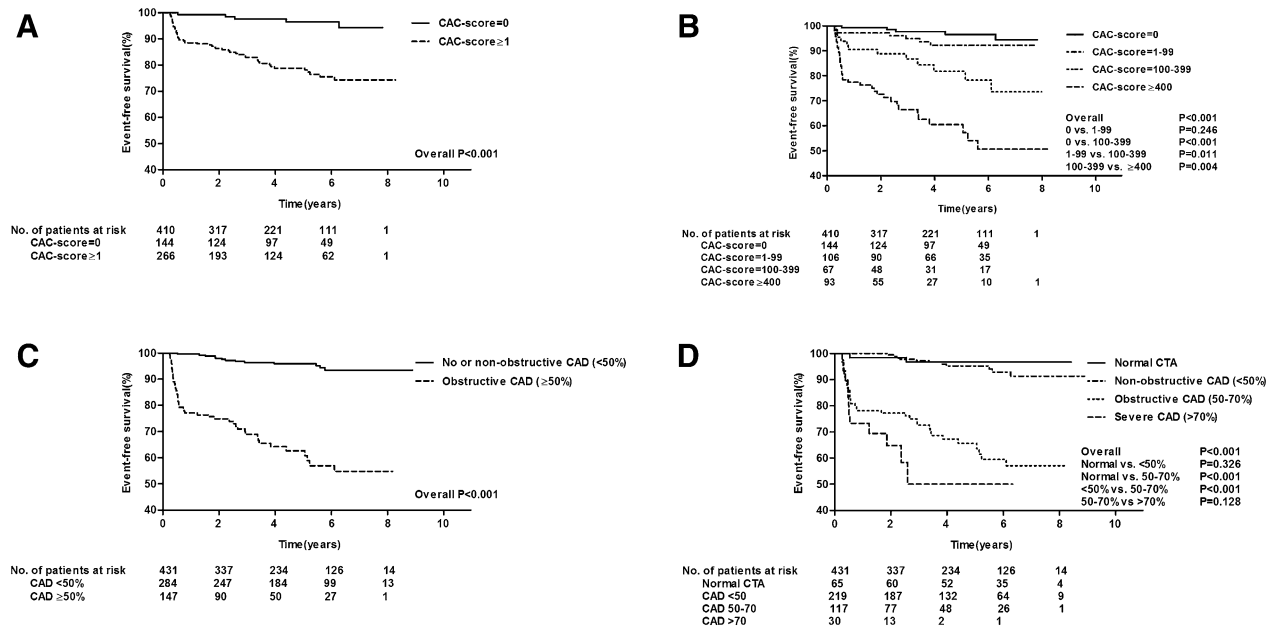 A
100
90
80
70
60
50
40
Event-free survival(%)
CAC-score=0
CAC-score≥1
Overall P<0.001
0 2 4 6 8 10
Time(years)
No. of patients at risk 410 317 221 111 1
CAC-score=0 144 124 97 49
CAC-score≥1 266 193 124 62 1
B
100
90
80
70
60
50
40
Event-free survival(%)
CAC-score=0
CAC-score=1-99
CAC-score=100-399
CAC-score≥400
Overall P<0.001
0 vs. 1-99 P=0.246
0 vs. 100-399 P<0.001
1-99 vs. 100-399 P=0.011
100-399 vs. ≥400 P=0.004
0 2 4 6 8 10
Time(years)
No. of patients at risk 410 317 221 111 1
CAC-score=0 144 124 97 49
CAC-score=1-99 106 90 66 35
CAC-score=100-399 67 48 31 17
CAC-score≥400 93 55 27 10 1
C
100
90
80
70
60
50
40
Event-free survival(%)
No or non-obstructive CAD (<50%)
Obstructive CAD (≥50%)
Overall P<0.001
0 2 4 6 8 10
Time(years)
No. of patients at risk 431 337 234 126 14
CAD <50% 284 247 184 99 13
CAD ≥50% 147 90 50 27 1
D
100
90
80
70
60
50
40
Event-free survival(%)
Normal CTA
Non-obstructive CAD (<50%)
Obstructive CAD (50-70%)
Severe CAD (>70%)
Overall P<0.001
Normal vs. <50% P=0.326
Normal vs. 50-70% P<0.001
<50% vs. 50-70% P<0.001
50-70% vs >70% P=0.128
0 2 4 6 8 10
Time(years)
No. of patients at risk 431 337 234 126 14
Normal CTA 65 60 52 35 4
CAD <50 219 187 132 64 9
CAD 50-70 117 77 48 26 1
CAD >70 30 13 2 1